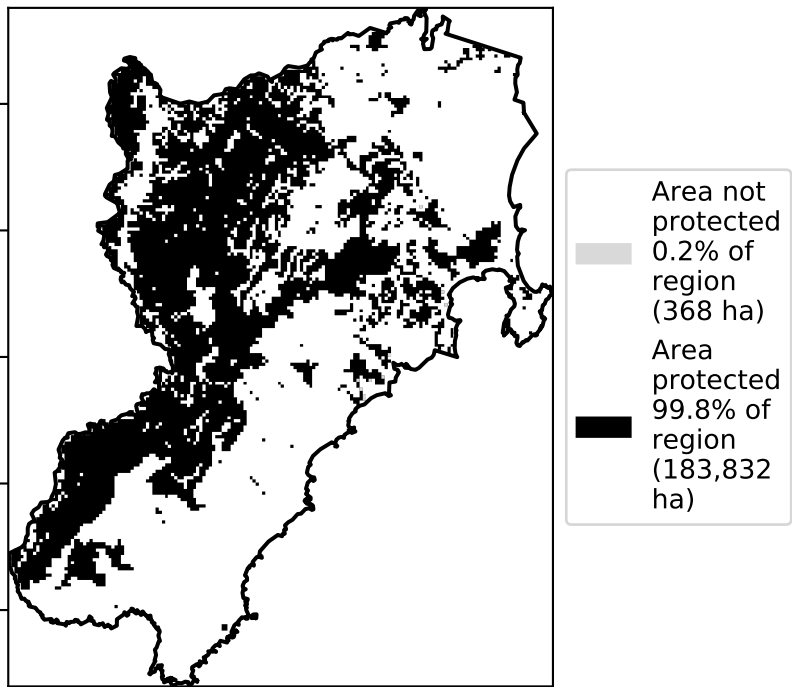 Area not
protected
0.2% of
region
(368 ha)
Area
protected
99.8% of
region
(183,832
ha)